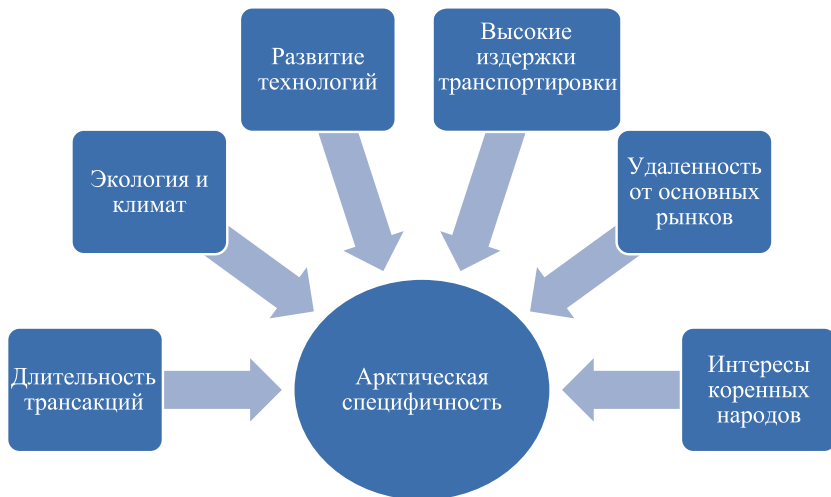 Высокие
издержки
транспортировки
Развитие
технологий
Удаленность
от основных
рынков
Экология и
климат
Длительность
трансакций
Арктическая
специфичность
Интересы
коренных
народов